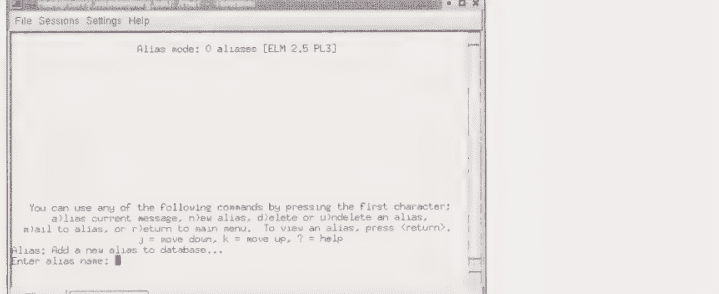 File Sessions Settings Help
Alias mode: 0 aliases [ELM 2.5 PL3]
You can use any of the following commands by pressing the first character;
a)lias current message, n)ew alias, d)elete or u)ndelete an alias,
m)ail to alias, or r)eturn to main menu. To view an alias, press <return>.
j = move down, k = move up, ? = help
Alias: Add a new alias to database...
Enter alias name: